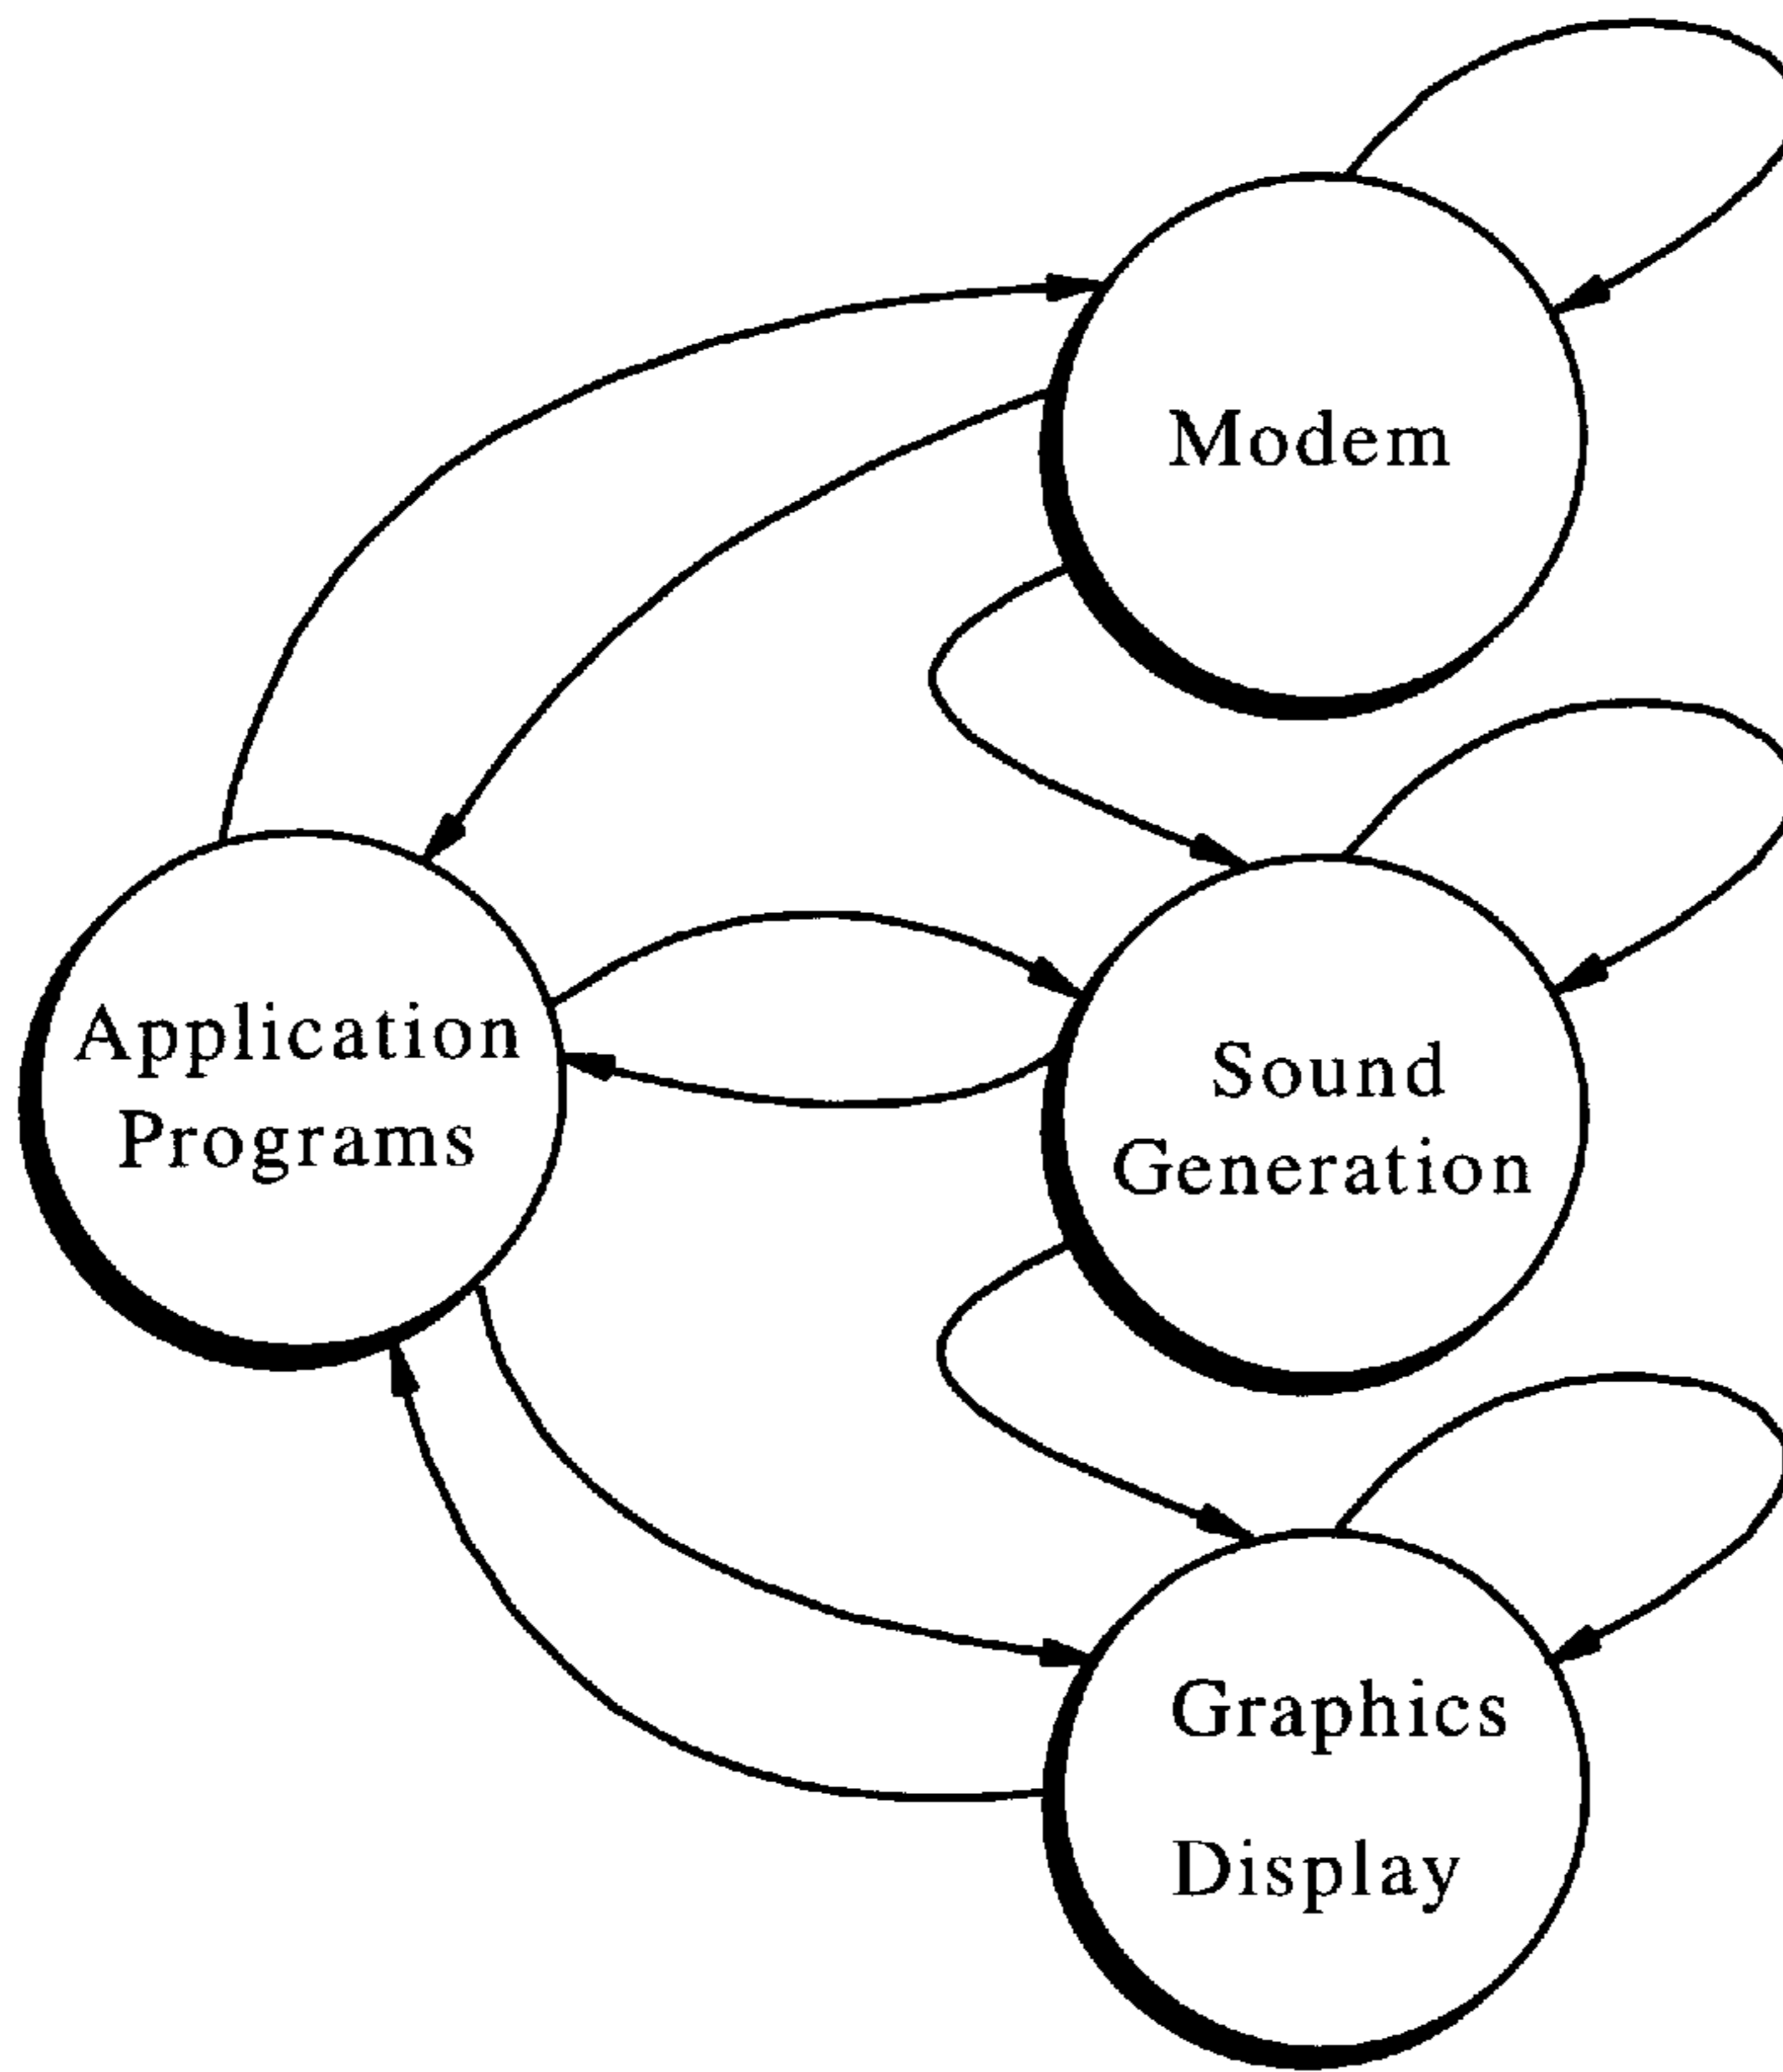 Modem
Application
Programs
Sound
Generation
Graphics
Display